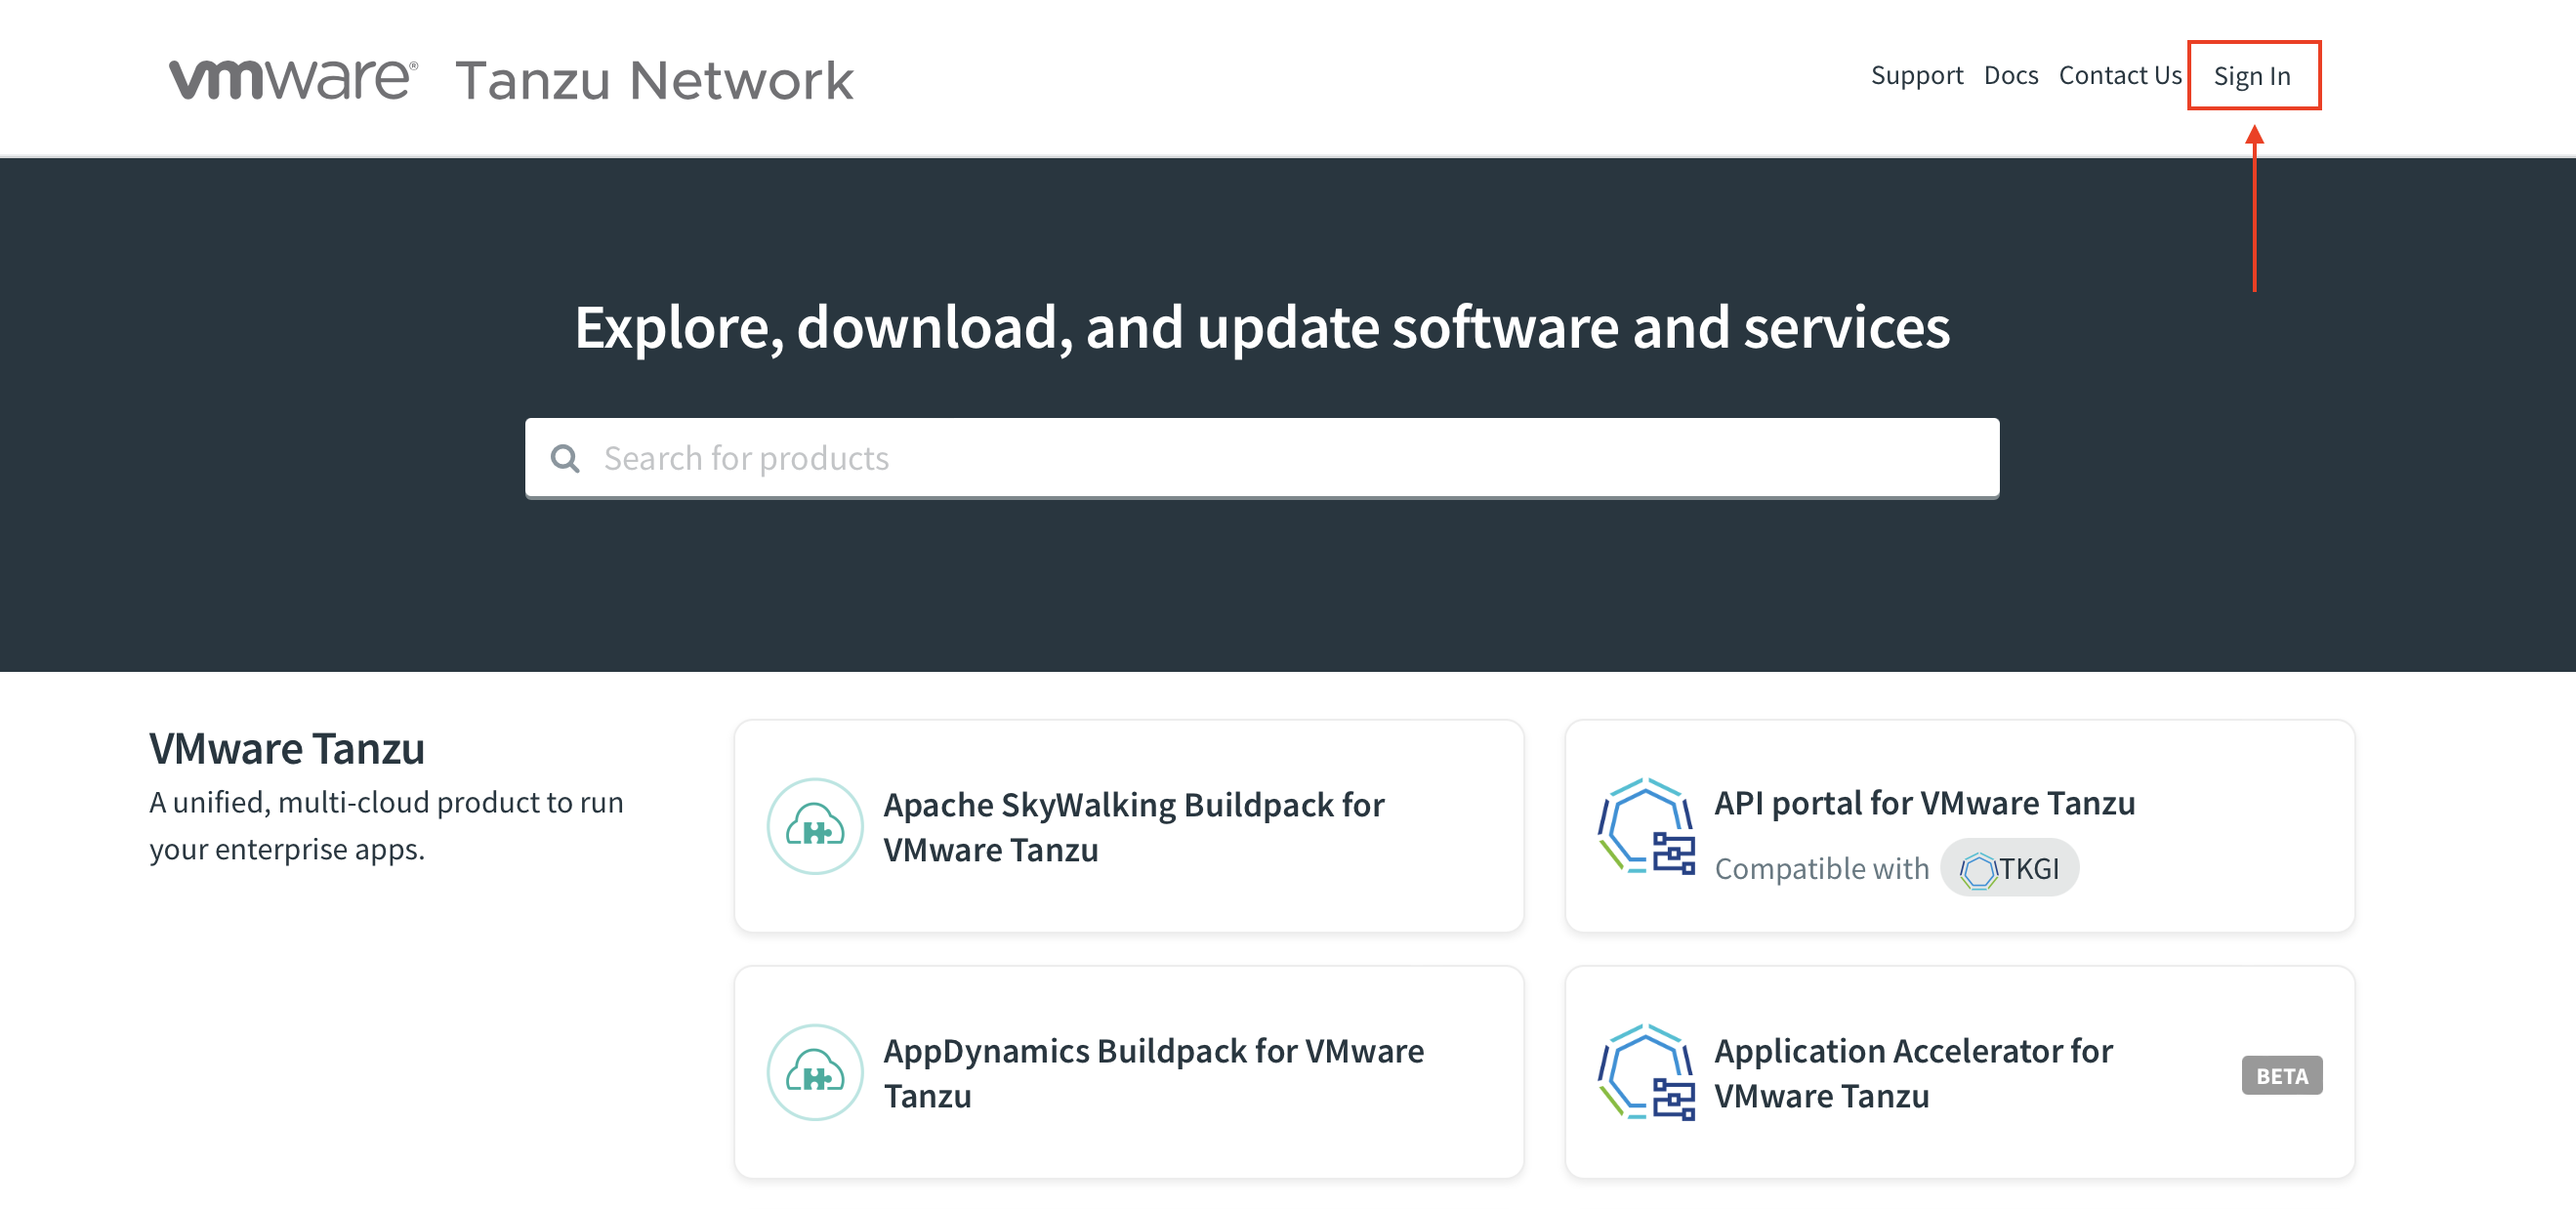 vmware® Tanzu Network
Support Docs Contact Us Sign In
Explore, download, and update software and services
Search for products
VMware Tanzu
A unified, multi-cloud product to run
your enterprise apps.
Apache SkyWalking Buildpack for
VMware Tanzu
API portal for VMware Tanzu
Compatible with TKGI
AppDynamics Buildpack for VMware
Tanzu
Application Accelerator for
VMware Tanzu
BETA